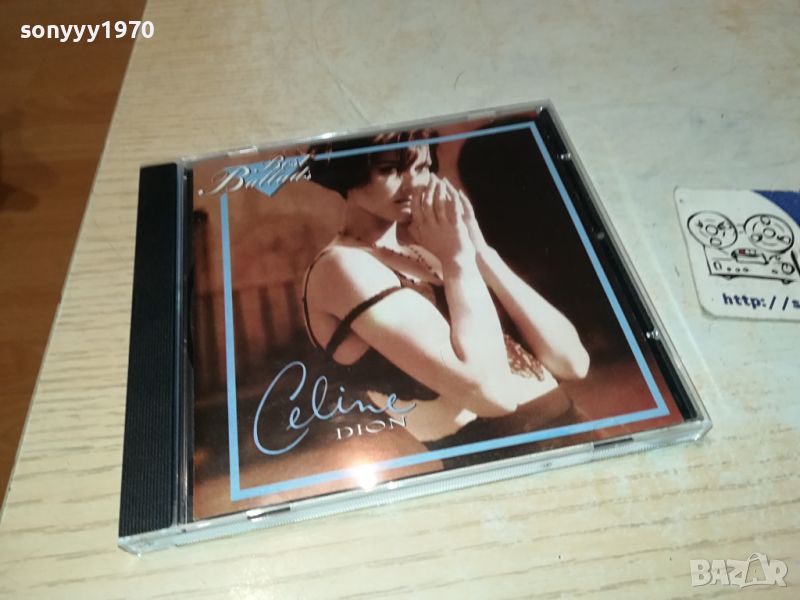 sonyyy1970
Best
Ballads
Celine
DION
http://s
BAZAR